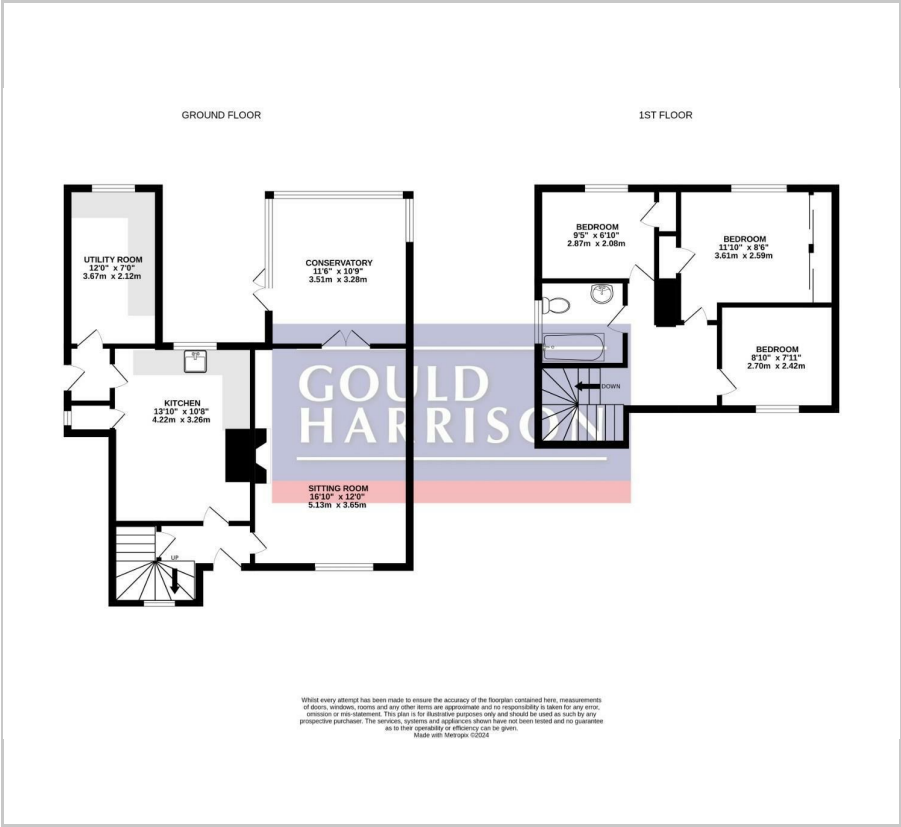 GROUND FLOOR
1ST FLOOR
UTILITY ROOM
12'0" x 7'0"
3.67m x 2.12m
CONSERVATORY
11'6" x 10'9"
3.51m x 3.28m
KITCHEN
13'10" x 10'8"
4.22m x 3.26m
SITTING ROOM
16'10" x 12'0"
5.13m x 3.65m
UP
BEDROOM
9'5" x 6'10"
2.87m x 2.08m
BEDROOM
11'10" x 8'6"
3.61m x 2.59m
BEDROOM
8'10" x 7'11"
2.70m x 2.42m
DOWN
GOULD
HARRISON
Whilst every attempt has been made to ensure the accuracy of the floorplan contained here, measurements
of doors, windows, rooms and any other items are approximate and no responsibility is taken for any error,
omission or mis-statement. This plan is for illustrative purposes only and should be used as such by any
prospective purchaser. The services, systems and appliances shown have not been tested and no guarantee
as to their operability or efficiency can be given.
Made with Metropix ©2024